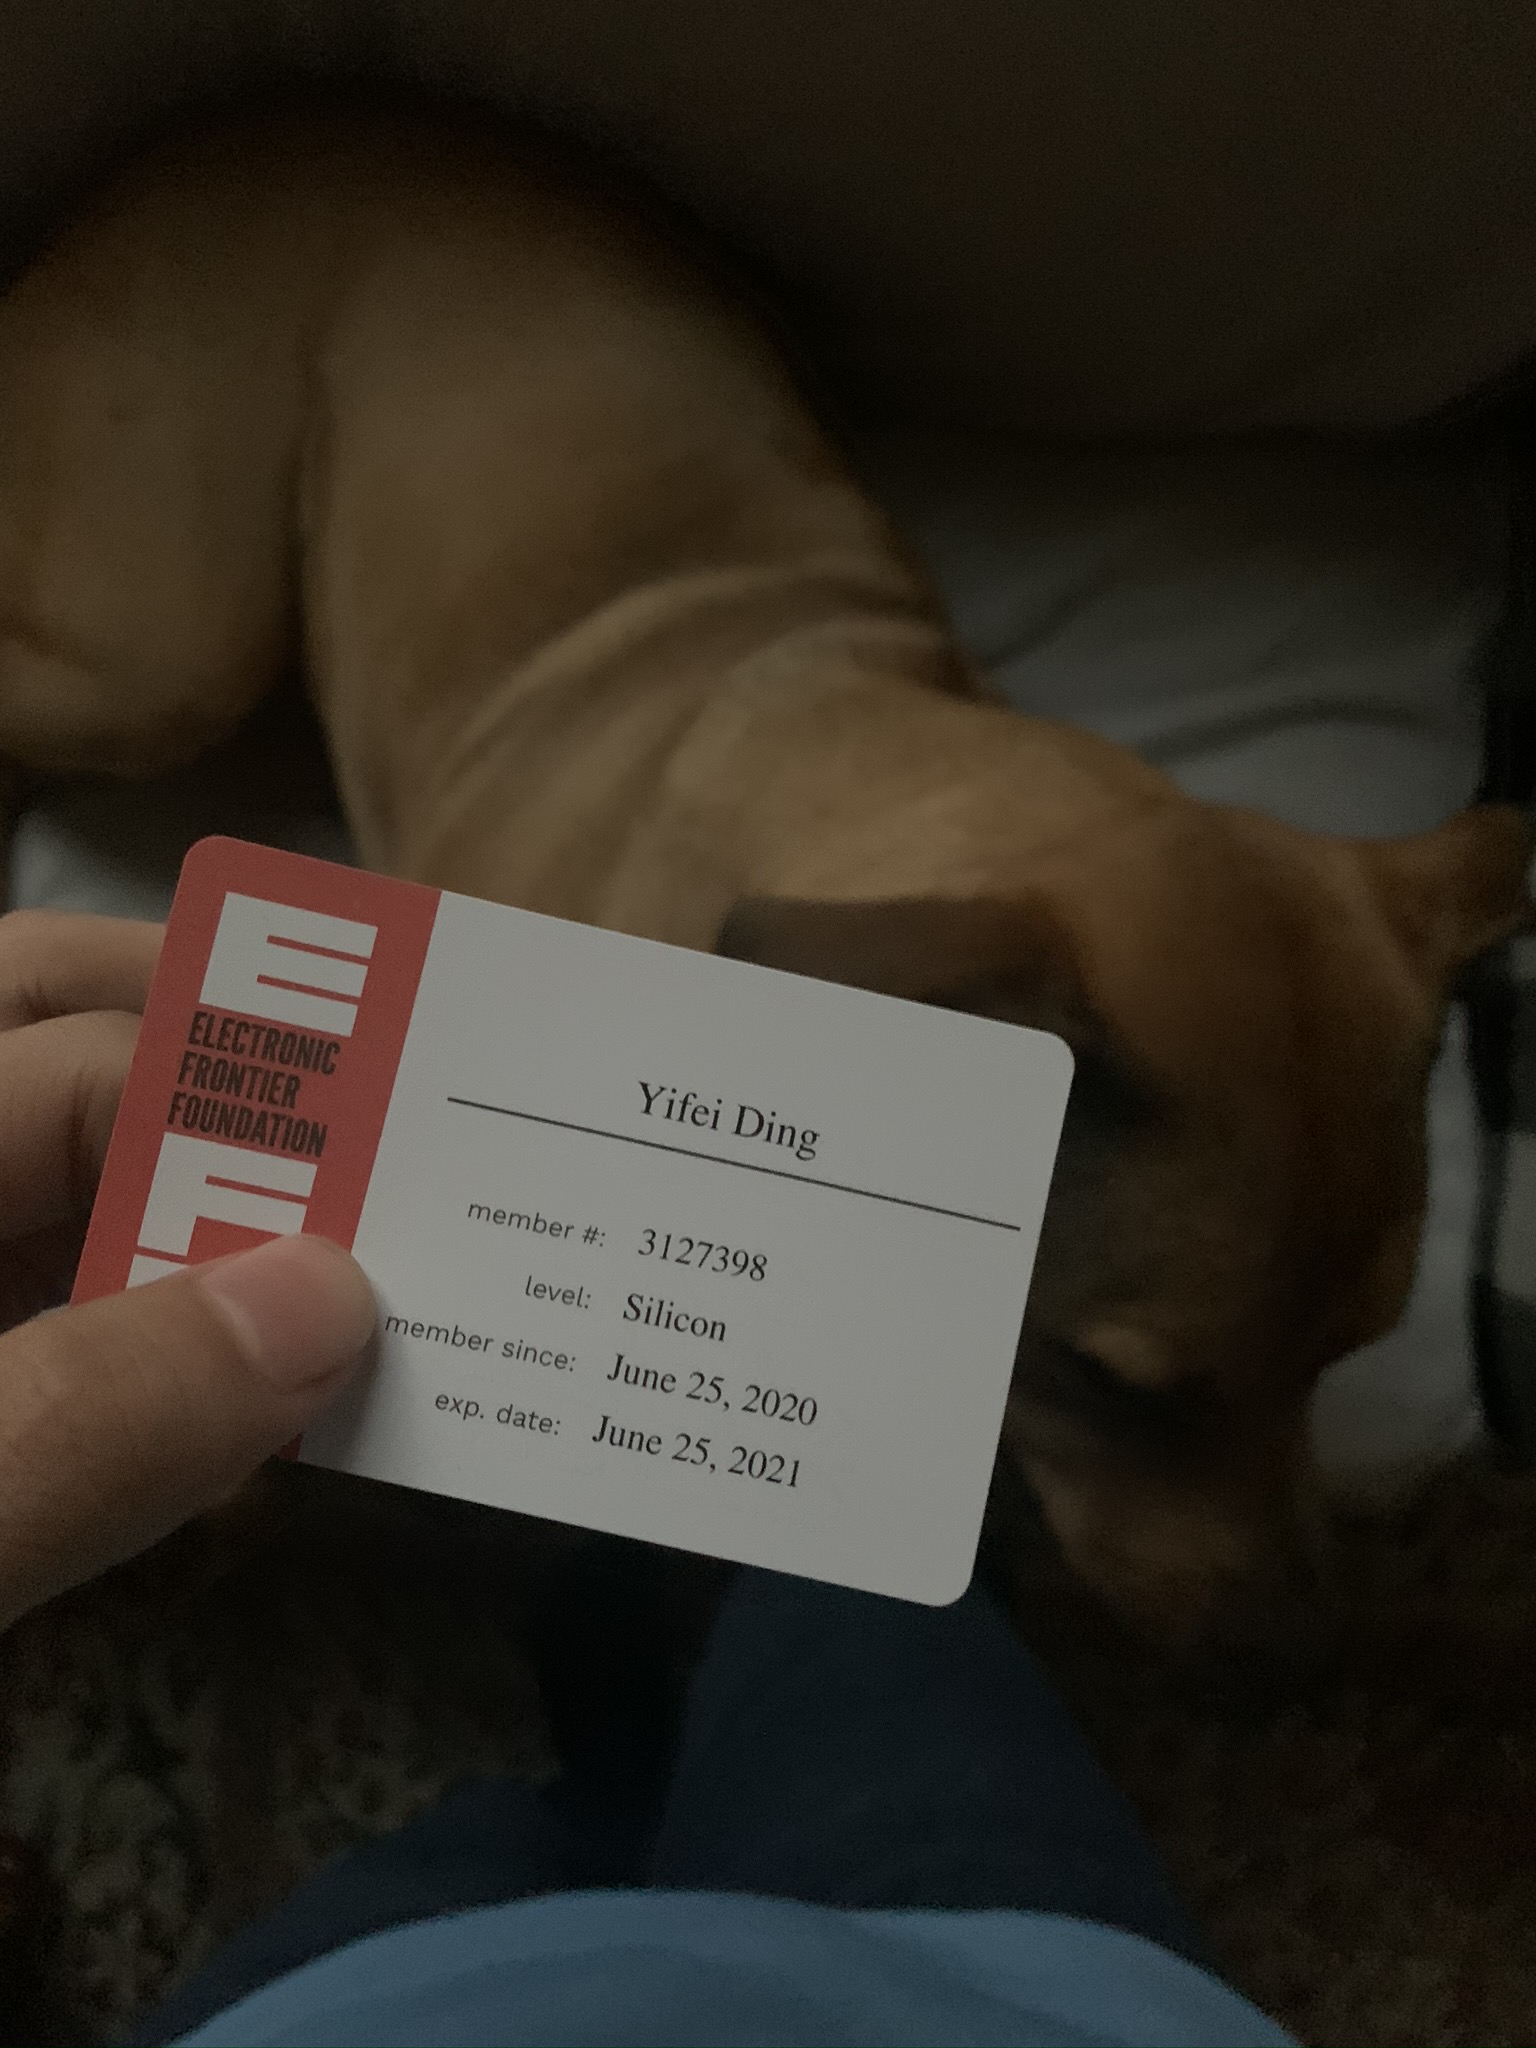 E
ELECTRONIC
FRONTIER
FOUNDATION
F
Yifei Ding
member #: 3127398
level: Silicon
member since: June 25, 2020
exp. date: June 25, 2021